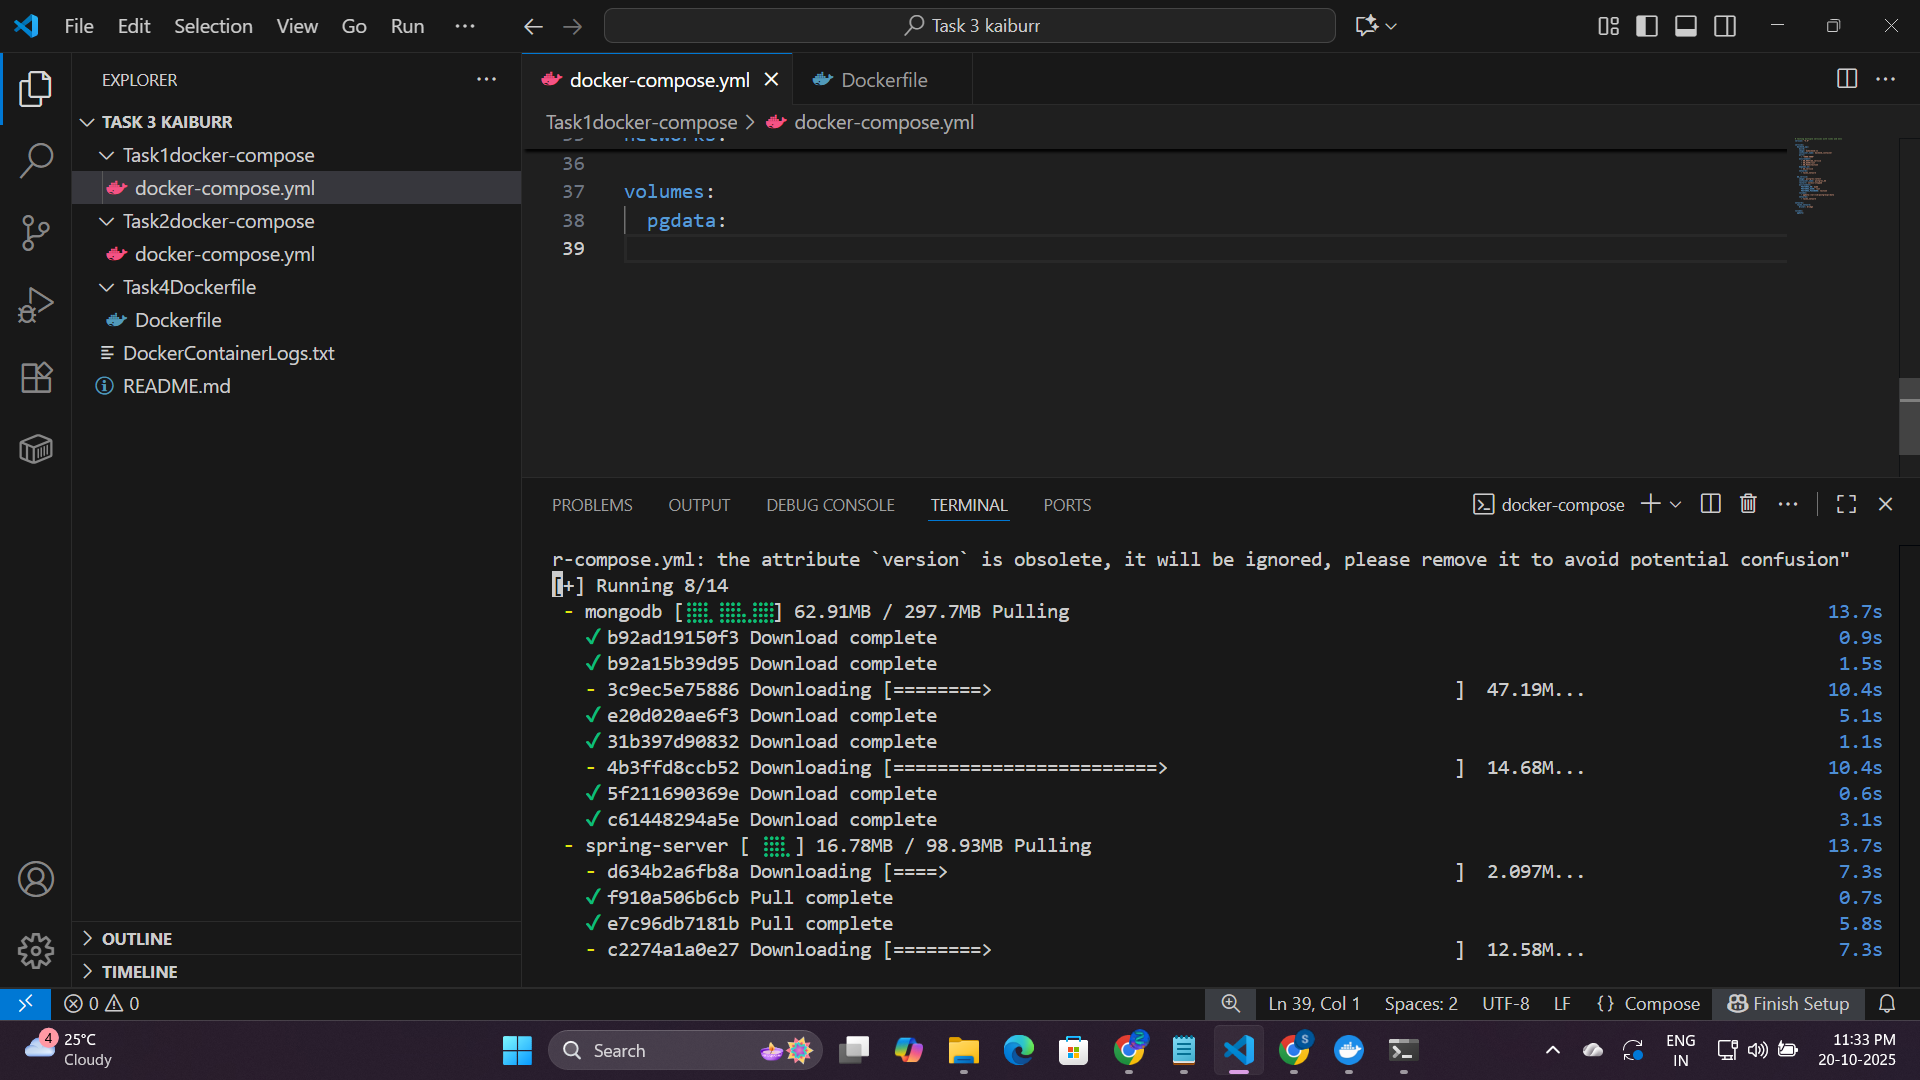 File Edit Selection View Go Run ···
Task 3 kaiburr
EXPLORER
TASK 3 KAIBURR
Task1docker-compose
docker-compose.yml
Task2docker-compose
docker-compose.yml
Task4Dockerfile
Dockerfile
DockerContainerLogs.txt
README.md
OUTLINE
TIMELINE
docker-compose.yml
Dockerfile
Task1docker-compose > docker-compose.yml
36
37 volumes:
38 pgdata:
39
PROBLEMS OUTPUT DEBUG CONSOLE TERMINAL PORTS
docker-compose
r-compose.yml: the attribute `version` is obsolete, it will be ignored, please remove it to avoid potential confusion"
[+] Running 8/14
- mongodb [⣿⣿⣿] 62.91MB / 297.7MB Pulling 13.7s
✓ b92ad19150f3 Download complete 0.9s
✓ b92a15b39d95 Download complete 1.5s
- 3c9ec5e75886 Downloading [========> ] 47.19M... 10.4s
✓ e20d020ae6f3 Download complete 5.1s
✓ 31b397d90832 Download complete 1.1s
- 4b3ffd8ccb52 Downloading [========================> ] 14.68M... 10.4s
✓ 5f211690369e Download complete 0.6s
✓ c61448294a5e Download complete 3.1s
- spring-server [ ⣿ ] 16.78MB / 98.93MB Pulling 13.7s
- d634b2a6fb8a Downloading [====> ] 2.097M... 7.3s
✓ f910a506b6cb Pull complete 0.7s
✓ e7c96db7181b Pull complete 5.8s
- c2274a1a0e27 Downloading [========> ] 12.58M... 7.3s
0 0
Ln 39, Col 1 Spaces: 2 UTF-8 LF {} Compose Finish Setup
4
25°C
Cloudy
Search
S
ENG
IN
11:33 PM
20-10-2025